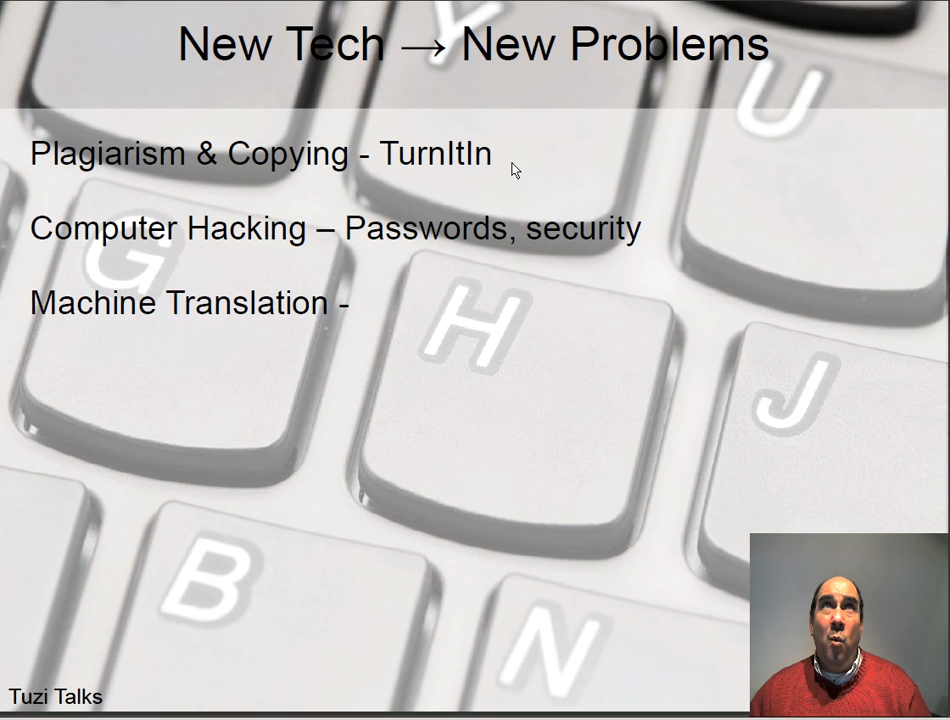 New Tech → New Problems
Plagiarism & Copying - TurnItIn
Computer Hacking – Passwords, security
Machine Translation -
Y
U
G
H
J
B
N
Tuzi Talks